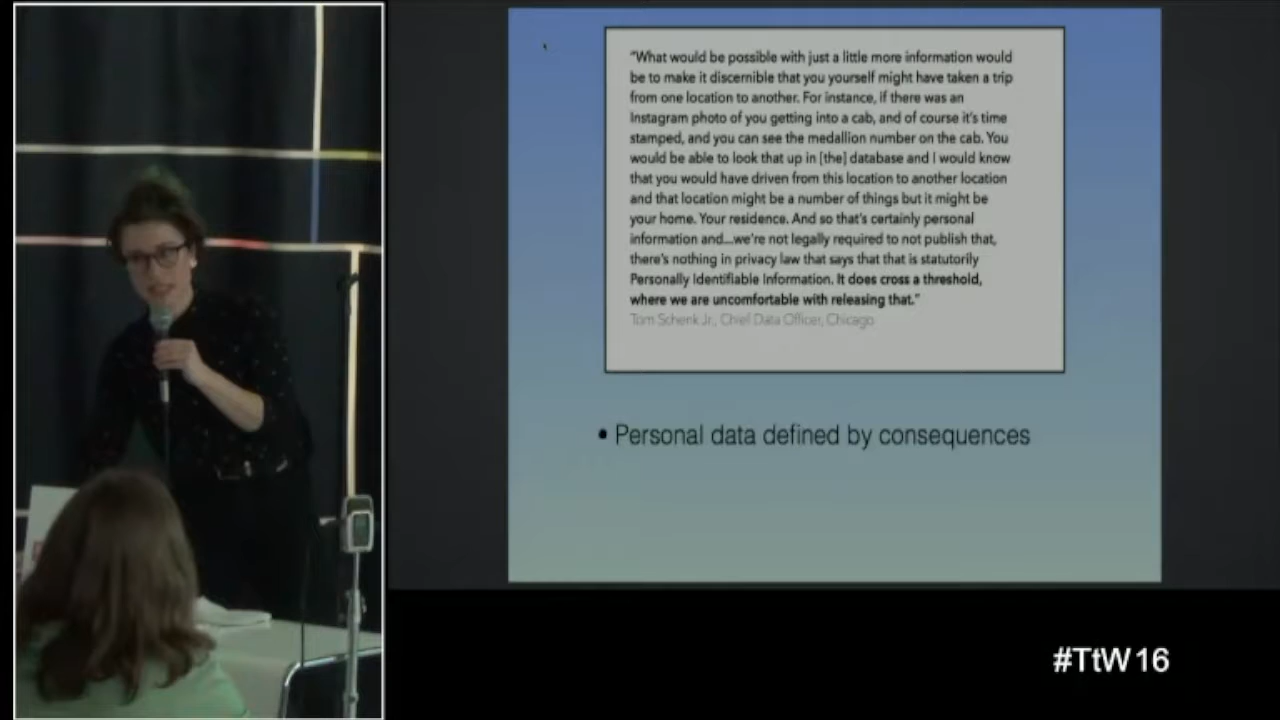 “What would be possible with just a little more information would
be to make it discernible that you yourself might have taken a trip
from one location to another. For instance, if there was an
Instagram photo of you getting into a cab, and of course it's time
stamped, and you can see the medallion number on the cab. You
would be able to look that up in [the] database and I would know
that you would have driven from this location to another location
and that location might be a number of things but it might be
your home. Your residence. And so that's certainly personal
information and...we're not legally required to not publish that,
there's nothing in privacy law that says that that is statutorily
Personally Identifiable Information. It does cross a threshold,
where we are uncomfortable with releasing that.”
Tom Schenk Jr., Chief Data Officer, Chicago
• Personal data defined by consequences
#TtW16